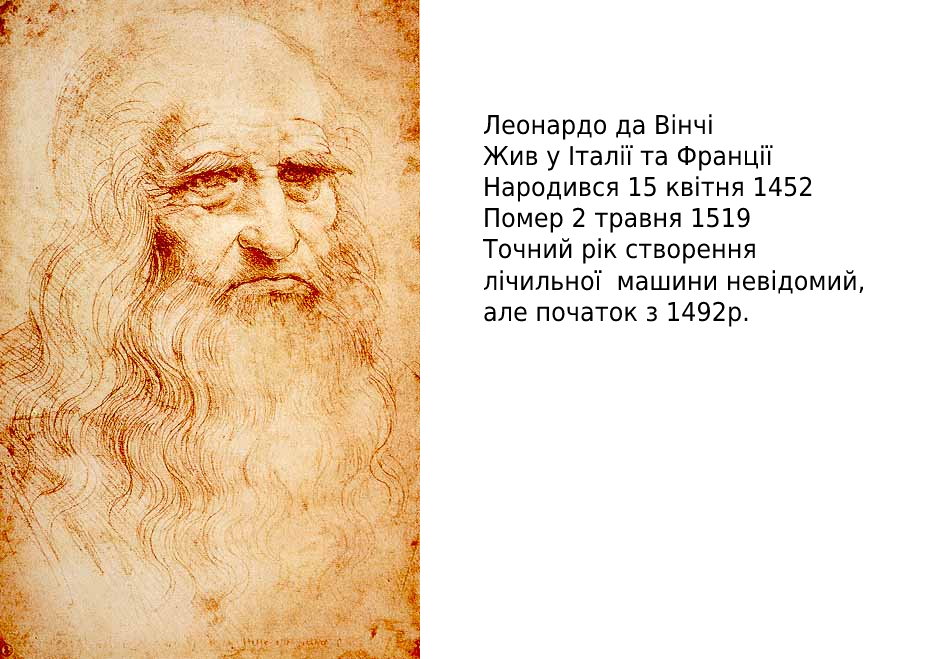 Леонардо да Вінчі
Жив у Італії та Франції
Народився 15 квітня 1452
Помер 2 травня 1519
Точний рік створення
лічильної  машини невідомий,
але початок з 1492р.